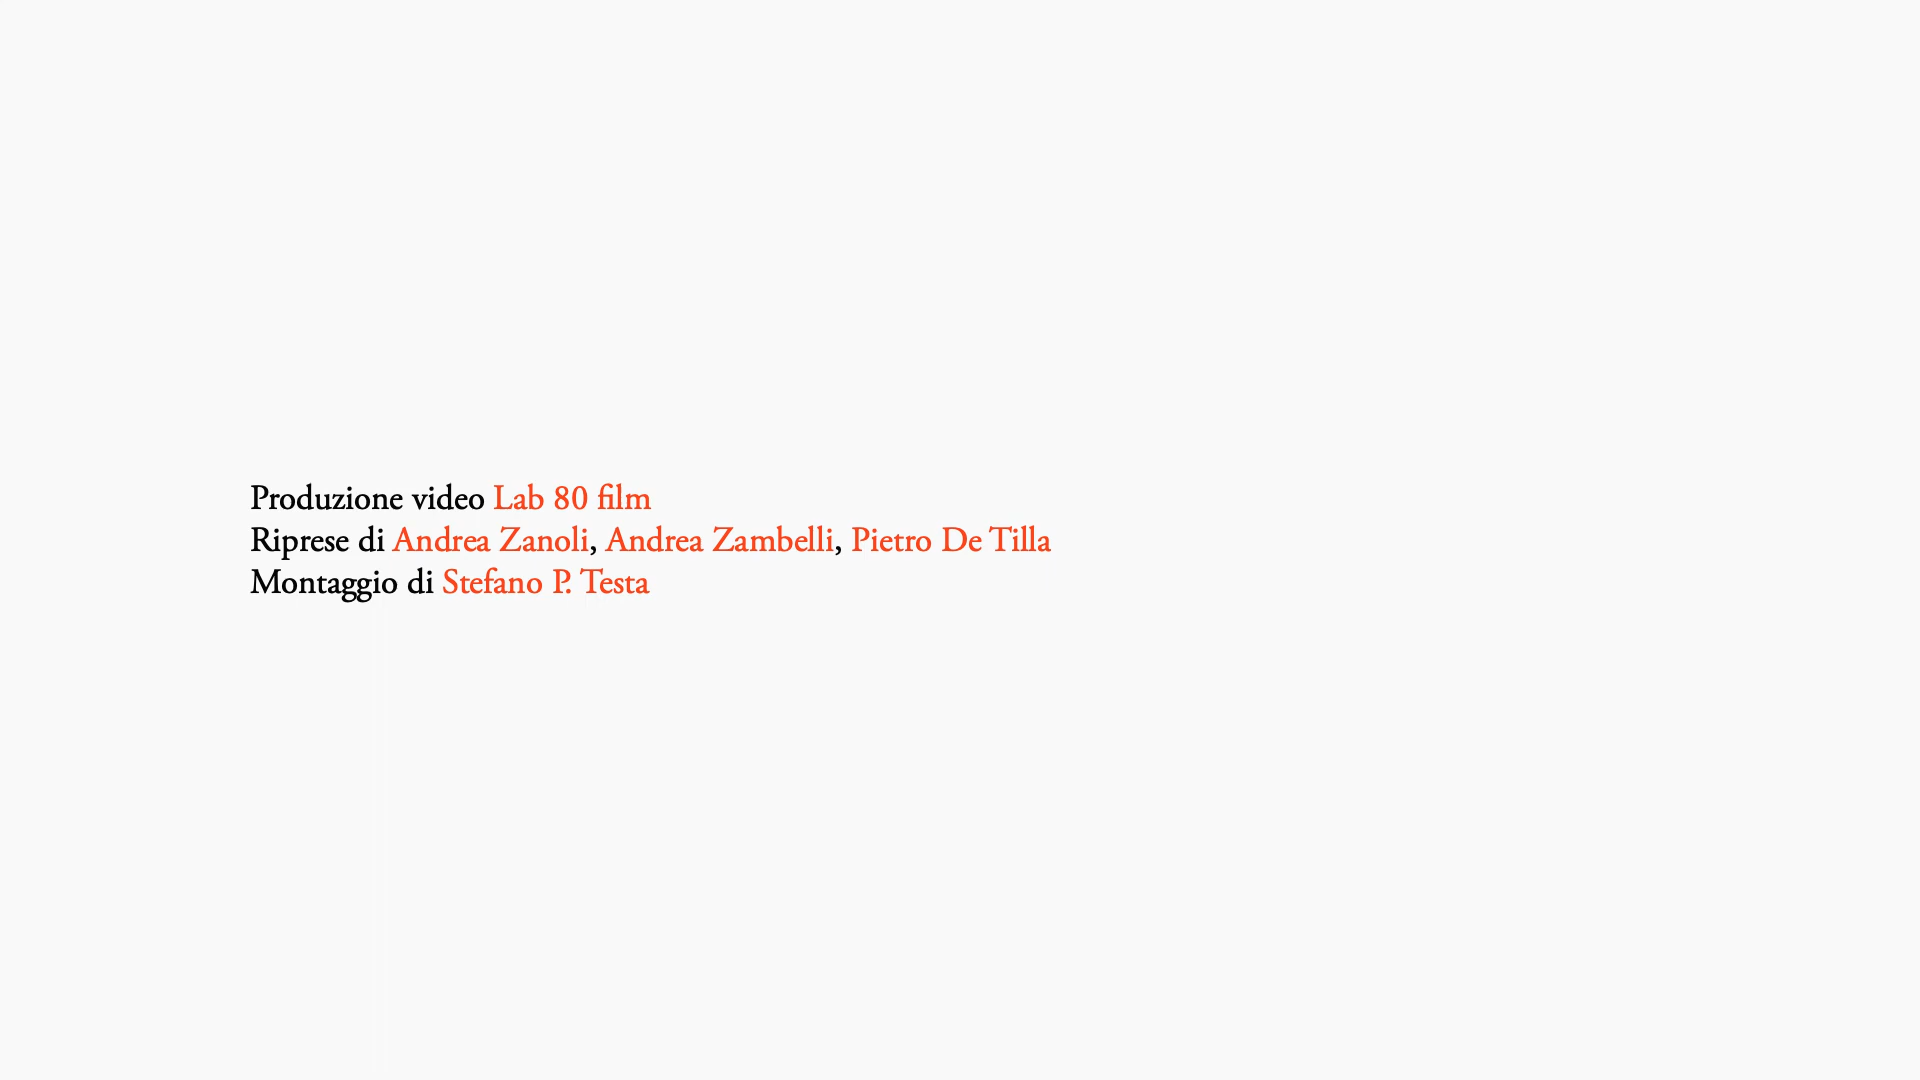 Produzione video Lab 80 film
Riprese di Andrea Zanoli, Andrea Zambelli, Pietro De Tilla
Montaggio di Stefano P. Testa